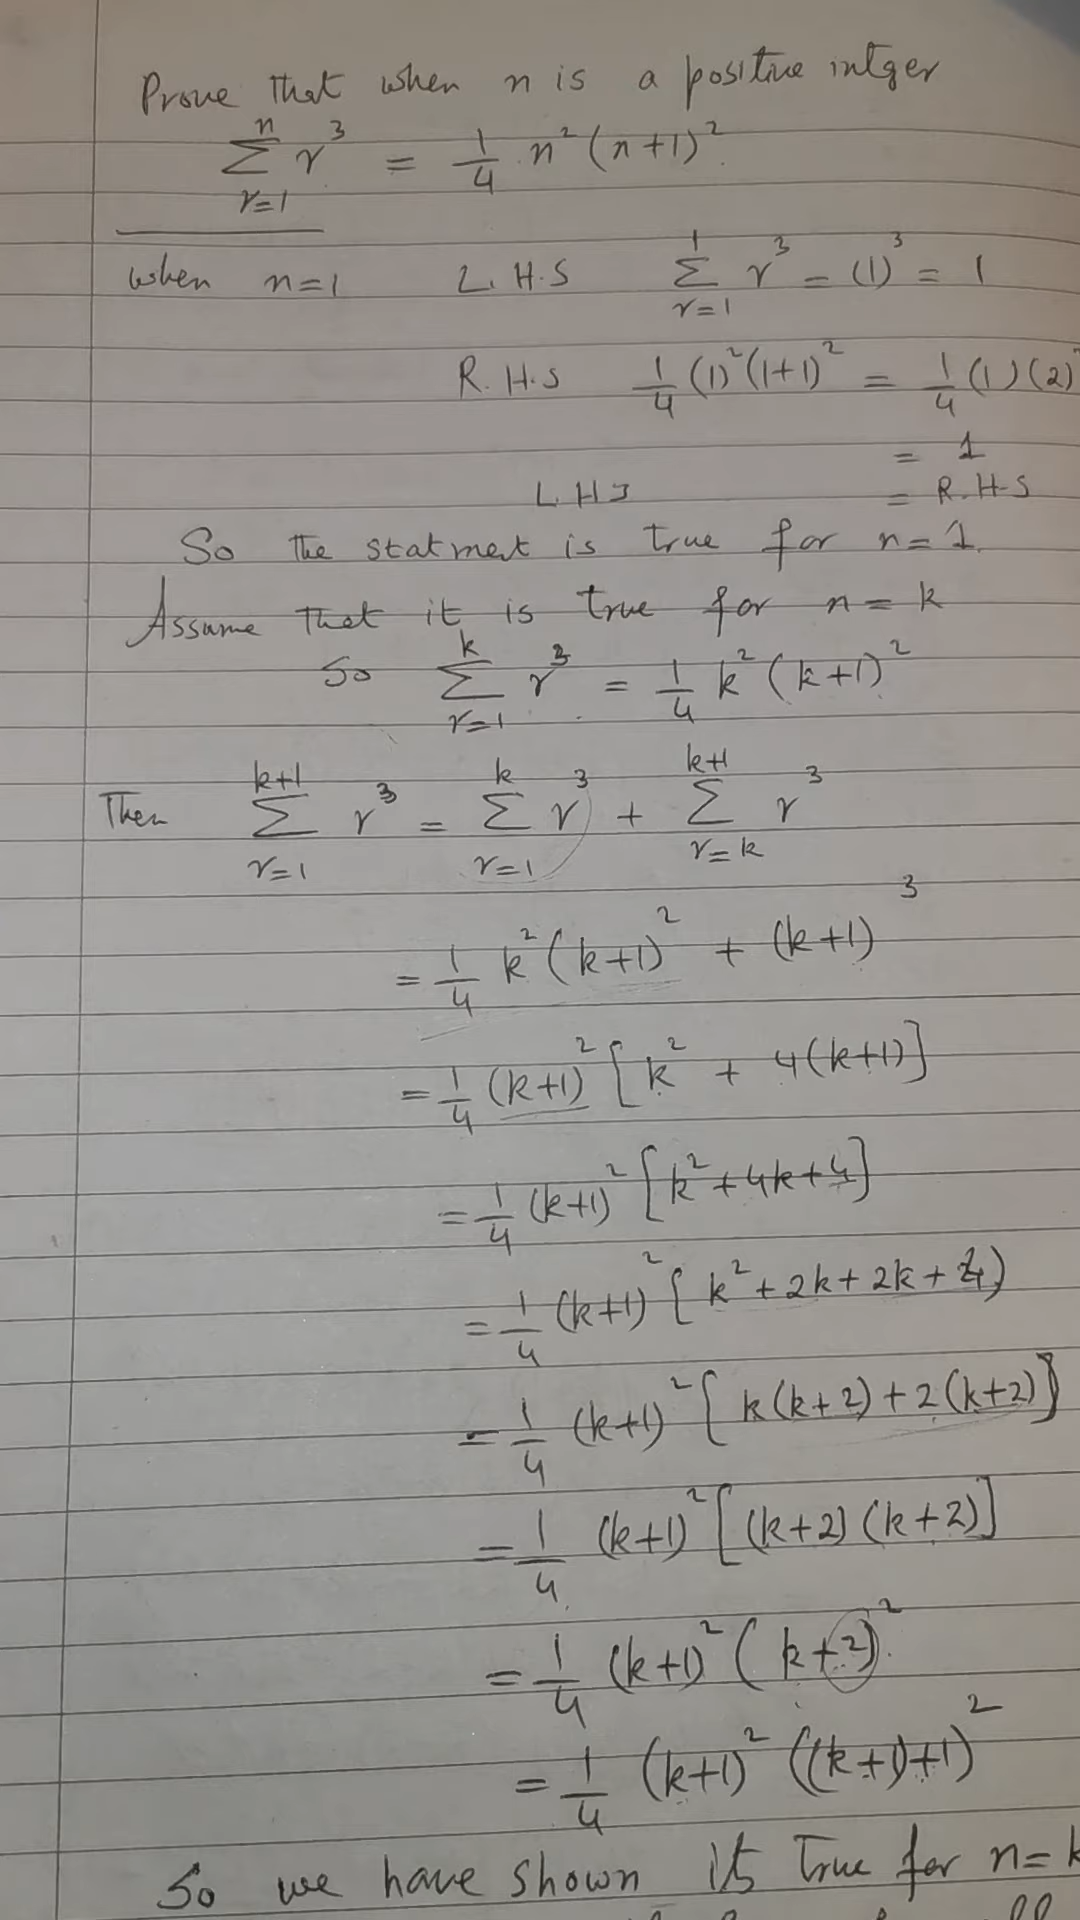 Prove that when n is a positive intger
∑_{r=1}^{n} r³ = 1/4 n² (n+1)²
when n=1 L.H.S ∑_{r=1}^{1} r³ = (1)³ = 1
R.H.S 1/4 (1)² (1+1)² = 1/4 (1)(2)²
= 1
L.H.S = R.H.S
So the statment is true for n=1.
Assume that it is true for n=k
So ∑_{r=1}^{k} r³ = 1/4 k² (k+1)²
Then ∑_{r=1}^{k+1} r³ = ∑_{r=1}^{k} r³ + ∑_{r=k}^{k+1} r³
= 1/4 k² (k+1)² + (k+1)³
= 1/4 (k+1)² [k² + 4(k+1)]
= 1/4 (k+1)² [k²+4k+4]
= 1/4 (k+1)² [k²+2k+2k+4)
= 1/4 (k+1)² [k(k+2)+2(k+2)]
= 1/4 (k+1)² [(k+2)(k+2)]
= 1/4 (k+1)² (k+2)²
= 1/4 (k+1)² ((k+1)+1)²
So we have shown its True for n=k